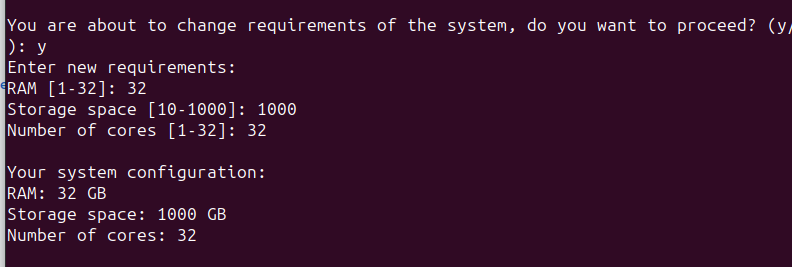 You are about to change requirements of the system, do you want to proceed? (y/
): y
Enter new requirements:
RAM [1-32]: 32
Storage space [10-1000]: 1000
Number of cores [1-32]: 32
Your system configuration:
RAM: 32 GB
Storage space: 1000 GB
Number of cores: 32